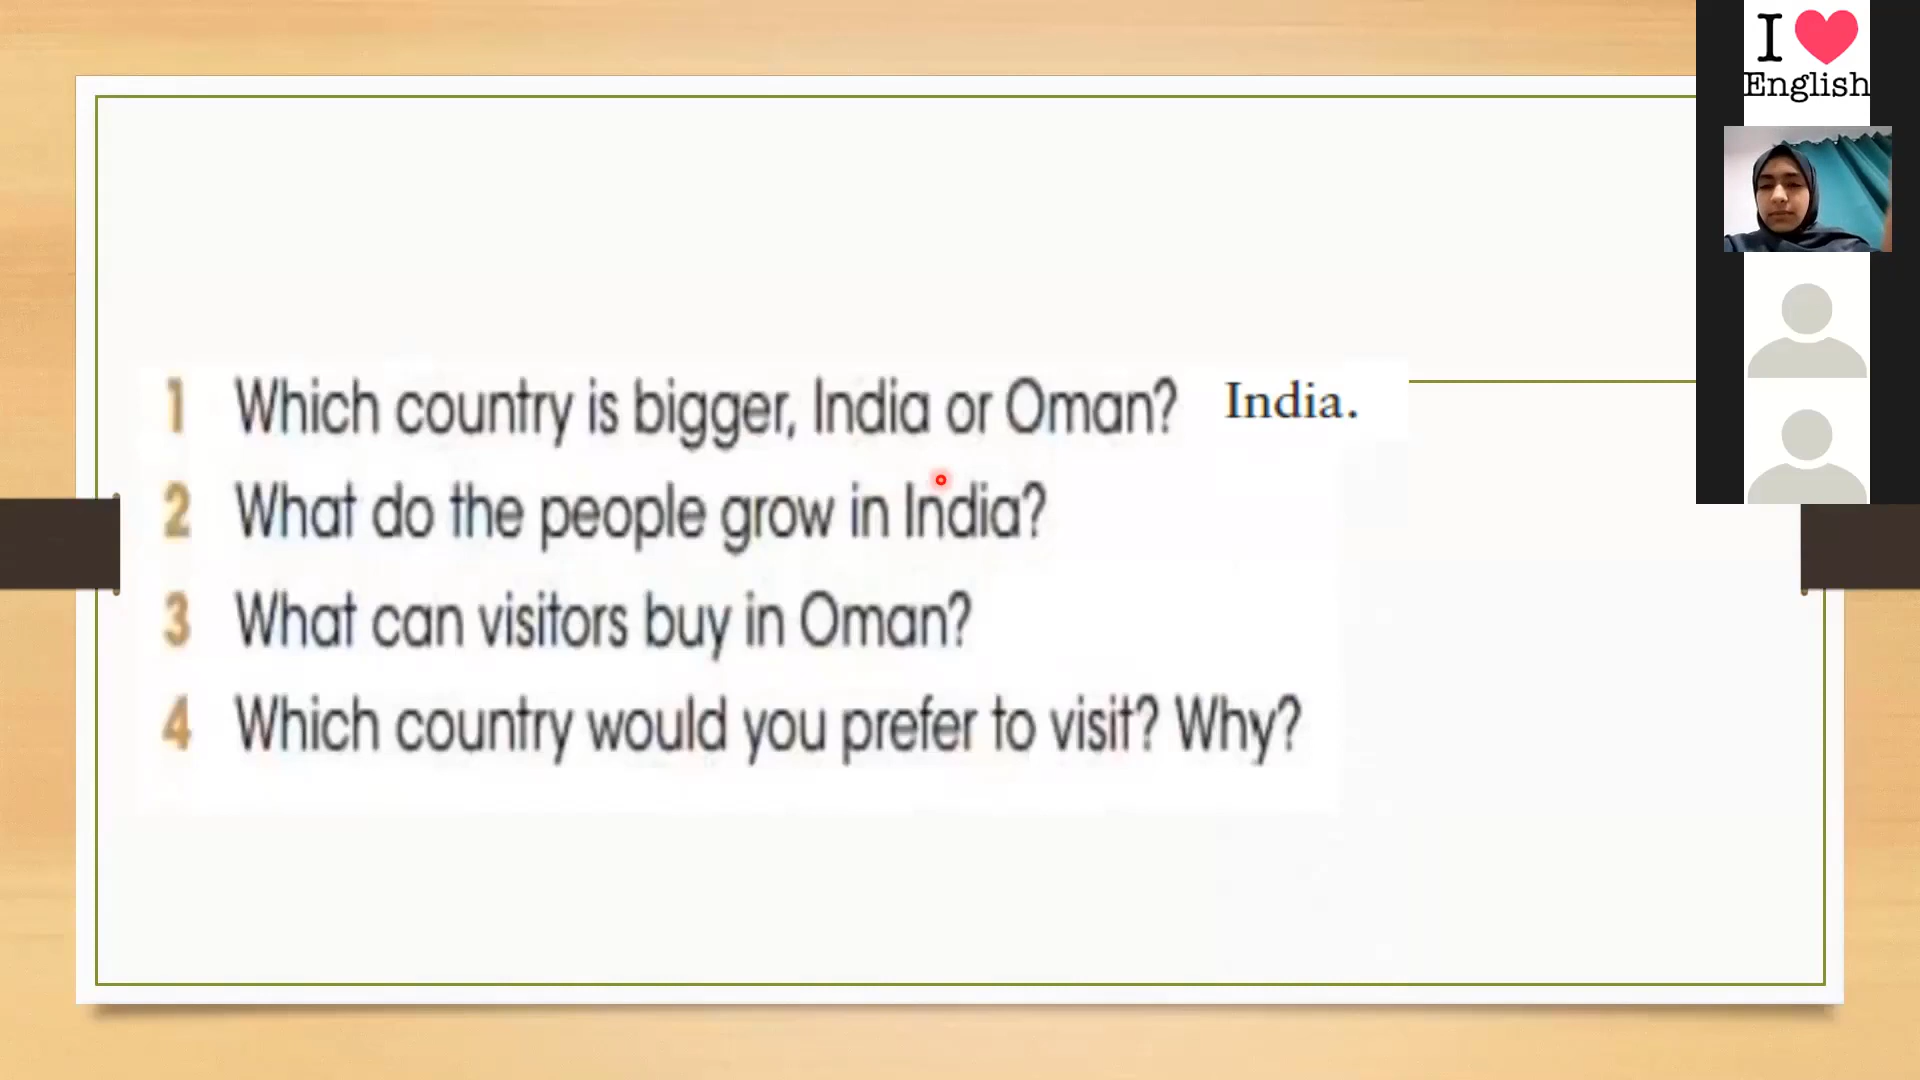 1 Which country is bigger, India or Oman? India.
2 What do the people grow in India?
3 What can visitors buy in Oman?
4 Which country would you prefer to visit? Why?
I
English